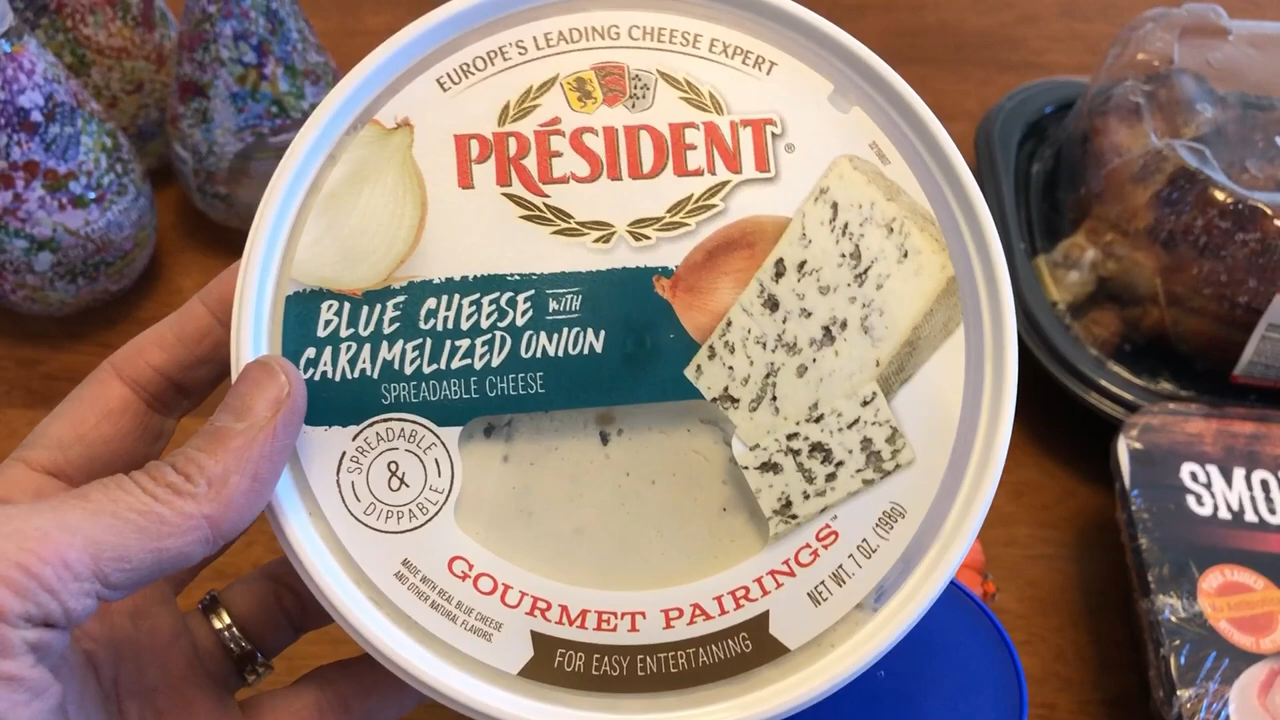 EUROPE'S LEADING CHEESE EXPERT
PRÉSIDENT®
BLUE CHEESE WITH
CARAMELIZED ONION
SPREADABLE CHEESE
SPREADABLE
&
DIPPABLE
MADE WITH REAL BLUE CHEESE
AND OTHER NATURAL FLAVORS.
GOURMET PAIRINGS™
NET WT. 7 OZ. (198g)
FOR EASY ENTERTAINING
SMO